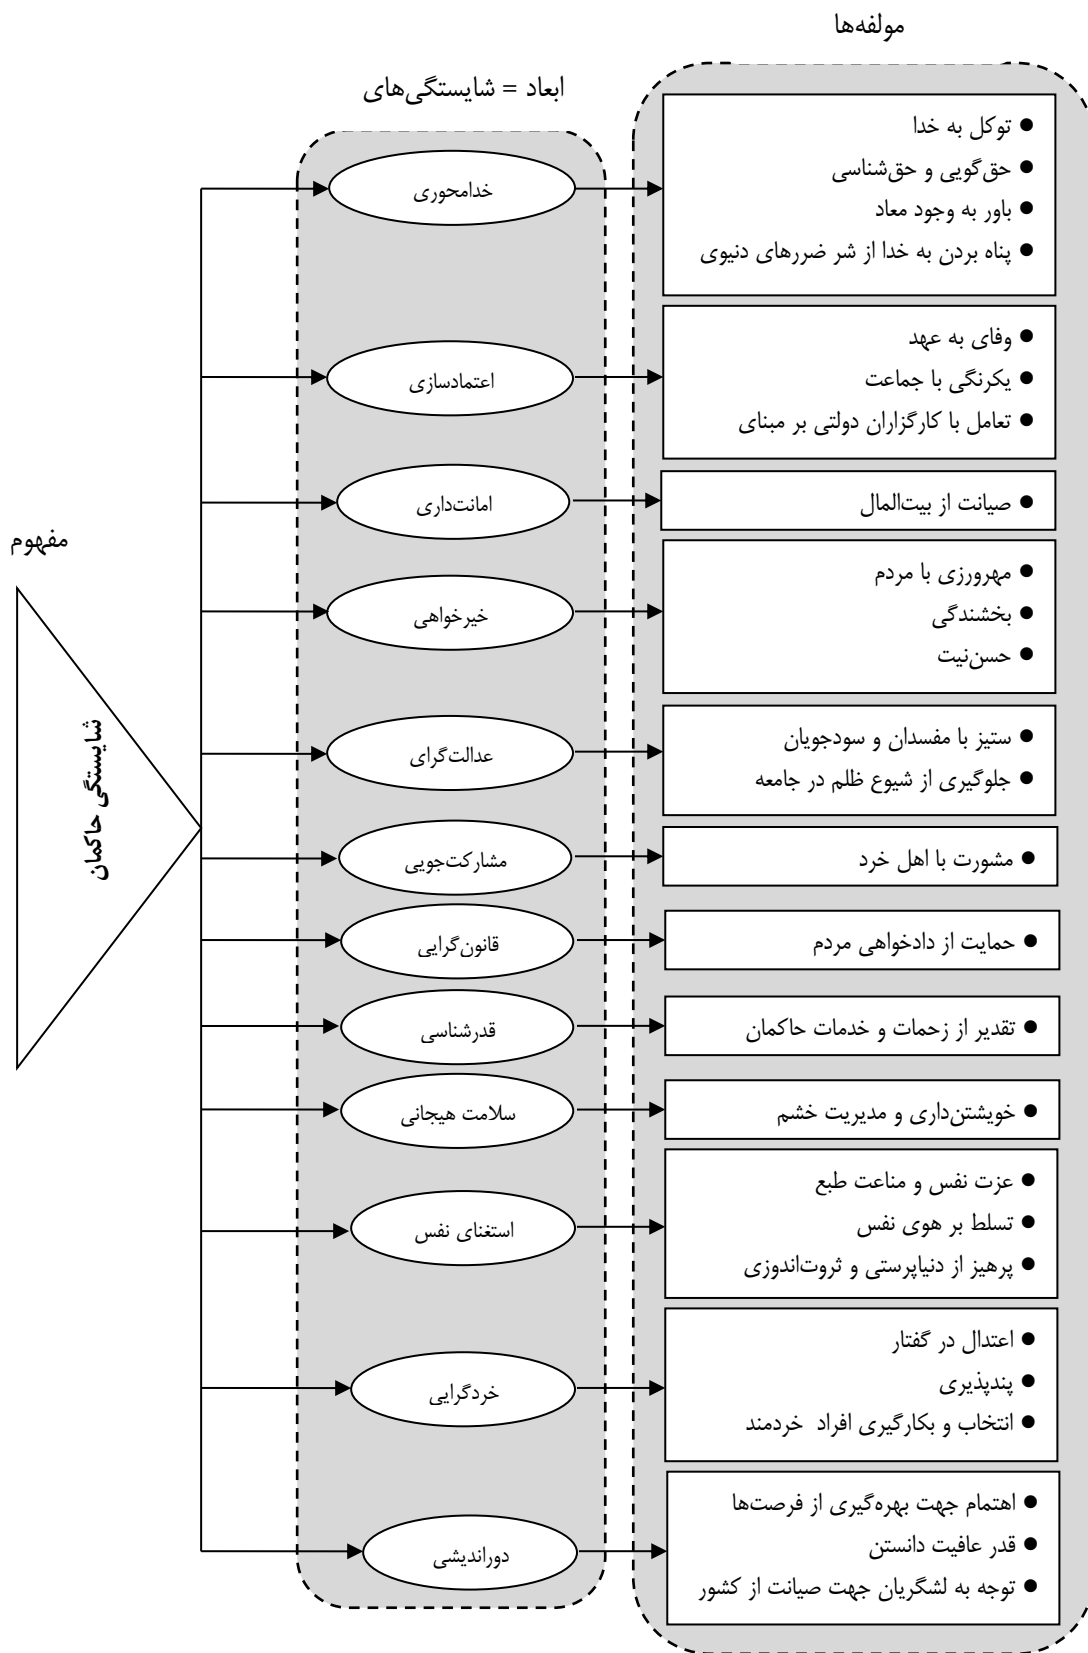 مولفه‌ها
ابعاد = شایستگی‌های
مفهوم
شایستگی حاکمان
خدامحوری
● توکل به خدا
● حق‌گویی و حق‌شناسی
● باور به وجود معاد
● پناه بردن به خدا از شر ضررهای دنیوی
اعتمادسازی
● وفای به عهد
● یکرنگی با جماعت
● تعامل با کارگزاران دولتی بر مبنای
امانت‌داری
● صیانت از بیت‌المال
خیرخواهی
● مهرورزی با مردم
● بخشندگی
● حسن‌نیت
عدالت‌گرای
● ستیز با مفسدان و سودجویان
● جلوگیری از شیوع ظلم در جامعه
مشارکت‌جویی
● مشورت با اهل خرد
قانون‌گرایی
● حمایت از دادخواهی مردم
قدرشناسی
● تقدیر از زحمات و خدمات حاکمان
سلامت هیجانی
● خویشتن‌داری و مدیریت خشم
استغنای نفس
● عزت نفس و مناعت طبع
● تسلط بر هوی نفس
● پرهیز از دنیاپرستی و ثروت‌اندوزی
خردگرایی
● اعتدال در گفتار
● پندپذیری
● انتخاب و بکارگیری افراد خردمند
دوراندیشی
● اهتمام جهت بهره‌گیری از فرصت‌ها
● قدر عافیت دانستن
● توجه به لشگریان جهت صیانت از کشور